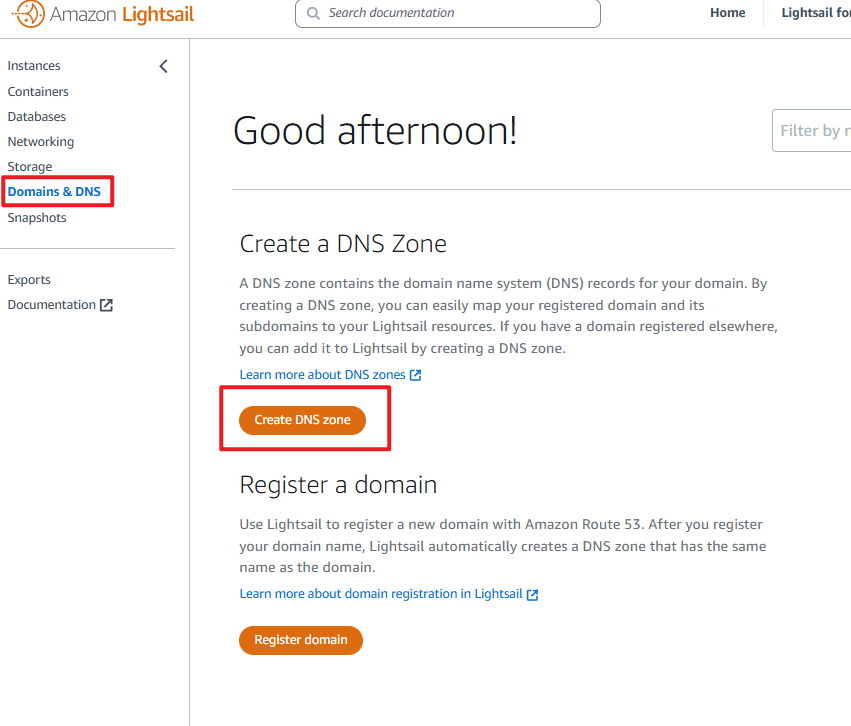 Amazon Lightsail
Search documentation
Home
Lightsail for
Instances
Containers
Databases
Networking
Storage
Domains & DNS
Snapshots
Exports
Documentation
Good afternoon!
Filter by
Create a DNS Zone
A DNS zone contains the domain name system (DNS) records for your domain. By
creating a DNS zone, you can easily map your registered domain and its
subdomains to your Lightsail resources. If you have a domain registered elsewhere,
you can add it to Lightsail by creating a DNS zone.
Learn more about DNS zones
Create DNS zone
Register a domain
Use Lightsail to register a new domain with Amazon Route 53. After you register
your domain name, Lightsail automatically creates a DNS zone that has the same
name as the domain.
Learn more about domain registration in Lightsail
Register domain